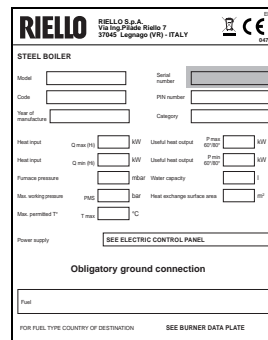 RIELLO RIELLO S.p.A.
Via Ing.Pilade Riello 7
37045 Legnago (VR) - ITALY
CE
STEEL BOILER
Model Serial number
Code PIN number
Year of manufacture Category
Heat input Q max (Hi) kW Useful heat output P max 60°/80° kW
Heat input Q min (Hi) kW Useful heat output P min 60°/80° kW
Furnace pressure mbar Water capacity l
Max. working pressure PMS bar Heat exchange surface area m²
Max. permitted T° T max °C
Power supply SEE ELECTRIC CONTROL PANEL
Obligatory ground connection
Fuel
FOR FUEL TYPE COUNTRY OF DESTINATION SEE BURNER DATA PLATE